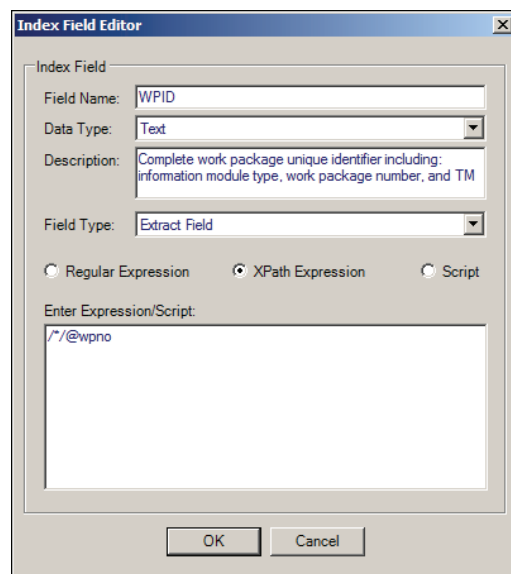 Index Field Editor
Index Field
Field Name: WPID
Data Type: Text
Description: Complete work package unique identifier including:
information module type, work package number, and TM
Field Type: Extract Field
Regular Expression XPath Expression Script
Enter Expression/Script:
/*/@wpno
OK Cancel